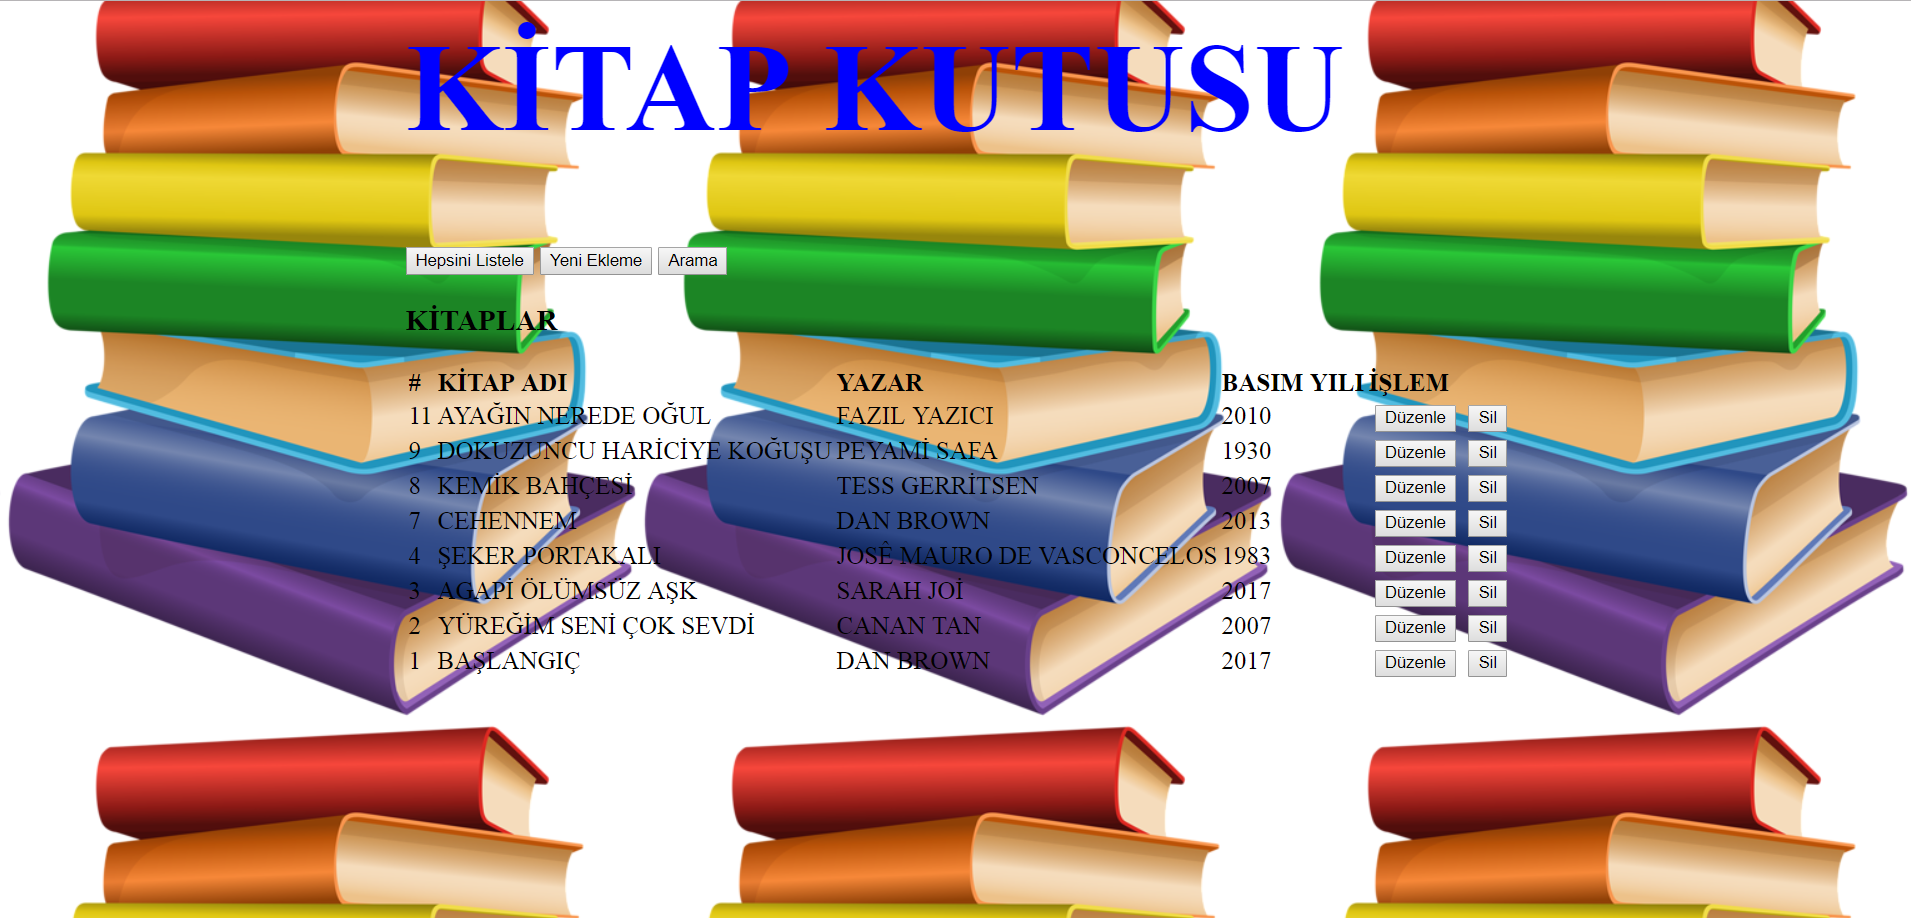 KİTAP KUTUSU
Hepsini Listele Yeni Ekleme Arama
KİTAPLAR
# KİTAP ADI YAZAR BASIM YILI İŞLEM
11 AYAĞIN NEREDE OĞUL FAZIL YAZICI 2010 Düzenle Sil
9 DOKUZUNCU HARİCİYE KOĞUŞU PEYAMİ SAFA 1930 Düzenle Sil
8 KEMİK BAHÇESİ TESS GERRİTSEN 2007 Düzenle Sil
7 CEHENNEM DAN BROWN 2013 Düzenle Sil
4 ŞEKER PORTAKALI JOSÊ MAURO DE VASCONCELOS 1983 Düzenle Sil
3 AGAPİ ÖLÜMSÜZ AŞK SARAH JOİ 2017 Düzenle Sil
2 YÜREĞİM SENİ ÇOK SEVDİ CANAN TAN 2007 Düzenle Sil
1 BAŞLANGIÇ DAN BROWN 2017 Düzenle Sil